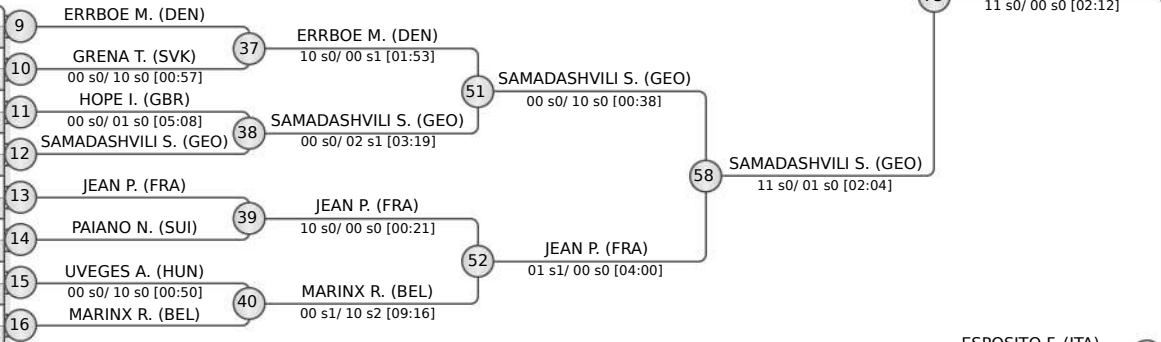 11 s0/ 00 s0 [02:12]
9
ERRBOE M. (DEN)
37
ERRBOE M. (DEN)
10 s0/ 00 s1 [01:53]
10
GRENA T. (SVK)
00 s0/ 10 s0 [00:57]
51
SAMADASHVILI S. (GEO)
00 s0/ 10 s0 [00:38]
11
HOPE I. (GBR)
00 s0/ 01 s0 [05:08]
38
SAMADASHVILI S. (GEO)
00 s0/ 02 s1 [03:19]
12
SAMADASHVILI S. (GEO)
58
SAMADASHVILI S. (GEO)
11 s0/ 01 s0 [02:04]
13
JEAN P. (FRA)
39
JEAN P. (FRA)
10 s0/ 00 s0 [00:21]
14
PAIANO N. (SUI)
52
JEAN P. (FRA)
01 s1/ 00 s0 [04:00]
15
UVEGES A. (HUN)
00 s0/ 10 s0 [00:50]
40
MARINX R. (BEL)
00 s1/ 10 s2 [09:16]
16
MARINX R. (BEL)
ESPOSITO F. (ITA)